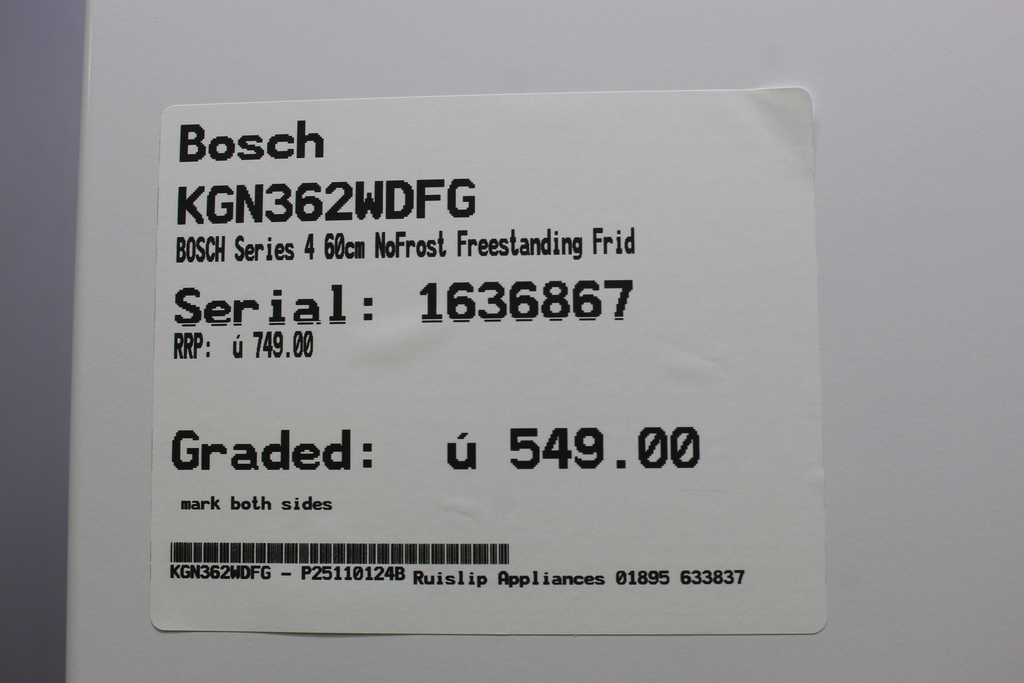 Bosch
KGN362WDFG
BOSCH Series 4 60cm NoFrost Freestanding Frid
Serial: 1636867
RRP: ú 749.00
Graded: ú 549.00
mark both sides
KGN362WDFG - P25110124B Ruislip Appliances 01895 633837